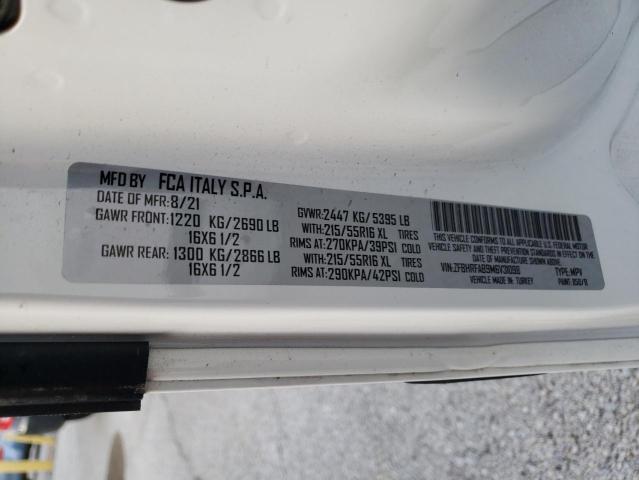 MFD BY FCA ITALY S.P.A.
DATE OF MFR: 8/21 GVWR: 2447 KG/ 5395 LB
GAWR FRONT: 1220 KG/ 2690 LB WITH: 215/55R16 XL TIRES
16X6 1/2 RIMS AT: 270KPA/39PSI COLD
GAWR REAR: 1300 KG/ 2866 LB WITH: 215/55R16 XL TIRES
16X6 1/2 RIMS AT: 290KPA/42PSI COLD
THIS VEHICLE CONFORMS TO ALL APPLICABLE U.S. FEDERAL MOTOR
VEHICLE SAFETY, BUMPER AND THEFT PREVENTION STANDARDS
IN EFFECT ON THE DATE OF MANUFACTURE SHOWN ABOVE.
VIN: ZFBHRFAB9M6V30098 TYPE: MPV
VEHICLE MADE IN: TURKEY PAINT: